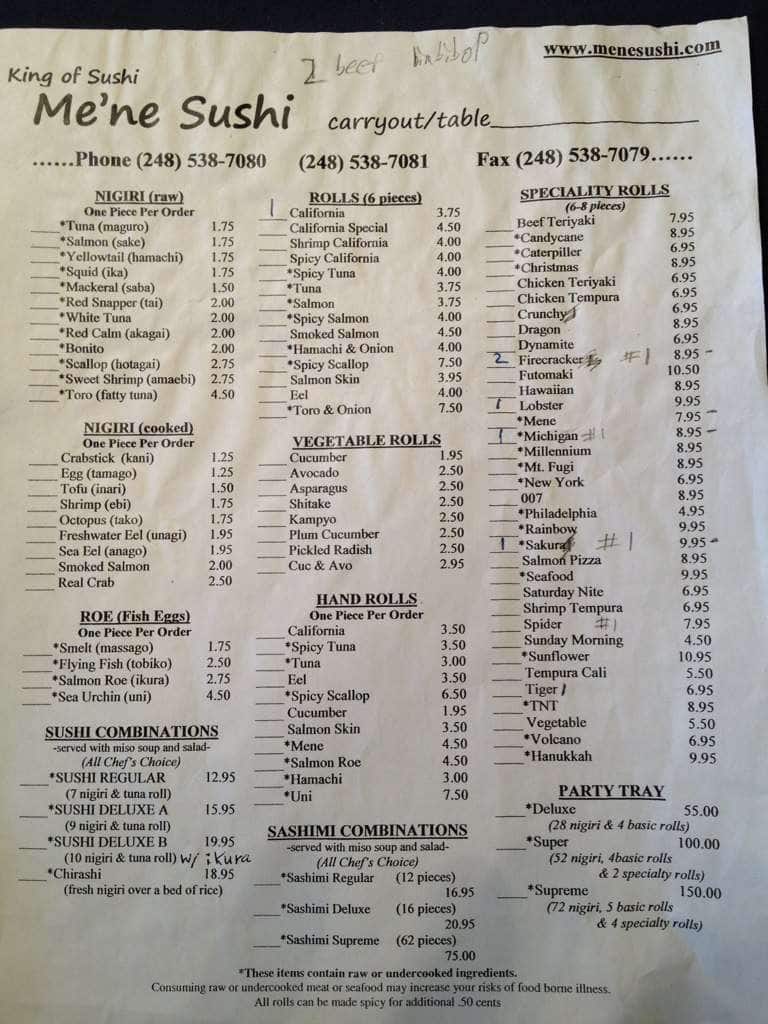 2 beef bibibop
www.menesushi.com
King of Sushi
Me'ne Sushi carryout/table
......Phone (248) 538-7080 (248) 538-7081 Fax (248) 538-7079......
NIGIRI (raw)
One Piece Per Order
*Tuna (maguro) 1.75
*Salmon (sake) 1.75
*Yellowtail (hamachi) 1.75
*Squid (ika) 1.75
*Mackeral (saba) 1.50
*Red Snapper (tai) 2.00
*White Tuna 2.00
*Red Calm (akagai) 2.00
*Bonito 2.00
*Scallop (hotagai) 2.75
*Sweet Shrimp (amaebi) 2.75
*Toro (fatty tuna) 4.50
NIGIRI (cooked)
One Piece Per Order
Crabstick (kani) 1.25
Egg (tamago) 1.25
Tofu (inari) 1.50
Shrimp (ebi) 1.75
Octopus (tako) 1.75
Freshwater Eel (unagi) 1.95
Sea Eel (anago) 1.95
Smoked Salmon 2.00
Real Crab 2.50
ROE (Fish Eggs)
One Piece Per Order
*Smelt (massago) 1.75
*Flying Fish (tobiko) 2.50
*Salmon Roe (ikura) 2.75
*Sea Urchin (uni) 4.50
SUSHI COMBINATIONS
-served with miso soup and salad-
(All Chef's Choice)
*SUSHI REGULAR 12.95
(7 nigiri & tuna roll)
*SUSHI DELUXE A 15.95
(9 nigiri & tuna roll)
*SUSHI DELUXE B 19.95
(10 nigiri & tuna roll) w/ ikura
*Chirashi 18.95
(fresh nigiri over a bed of rice)
ROLLS (6 pieces)
1 California 3.75
California Special 4.50
Shrimp California 4.00
Spicy California 4.00
*Spicy Tuna 4.00
*Tuna 3.75
*Salmon 3.75
*Spicy Salmon 4.00
Smoked Salmon 4.50
*Hamachi & Onion 4.00
*Spicy Scallop 7.50
Salmon Skin 3.95
Eel 4.00
*Toro & Onion 7.50
VEGETABLE ROLLS
Cucumber 1.95
Avocado 2.50
Asparagus 2.50
Shitake 2.50
Kampyo 2.50
Plum Cucumber 2.50
Pickled Radish 2.50
Cuc & Avo 2.95
HAND ROLLS
One Piece Per Order
California 3.50
*Spicy Tuna 3.50
*Tuna 3.00
Eel 3.50
*Spicy Scallop 6.50
Cucumber 1.95
Salmon Skin 3.50
*Mene 4.50
*Salmon Roe 4.50
*Hamachi 3.00
*Uni 7.50
SASHIMI COMBINATIONS
-served with miso soup and salad-
(All Chef's Choice)
*Sashimi Regular (12 pieces)
16.95
*Sashimi Deluxe (16 pieces)
20.95
*Sashimi Supreme (62 pieces)
75.00
SPECIALITY ROLLS
(6-8 pieces)
Beef Teriyaki 7.95
*Candycane 8.95
*Caterpiller 6.95
*Christmas 8.95
Chicken Teriyaki 6.95
Chicken Tempura 6.95
Crunchy 6.95
Dragon 8.95
Dynamite 6.95
2 Firecracker #1 8.95 -
Futomaki 10.50
Hawaiian 8.95
1 Lobster 9.95
*Mene 7.95 -
1 *Michigan #1 8.95 -
*Millennium 8.95
*Mt. Fugi 8.95
*New York 6.95
007 8.95
*Philadelphia 4.95
*Rainbow 9.95
1 *Sakura #1 9.95 -
Salmon Pizza 8.95
*Seafood 9.95
Saturday Nite 6.95
Shrimp Tempura 6.95
Spider #1 7.95
Sunday Morning 4.50
*Sunflower 10.95
Tempura Cali 5.50
Tiger 6.95
*TNT 8.95
Vegetable 5.50
*Volcano 6.95
*Hanukkah 9.95
PARTY TRAY
*Deluxe 55.00
(28 nigiri & 4 basic rolls)
*Super 100.00
(52 nigiri, 4basic rolls
& 2 specialty rolls)
*Supreme 150.00
(72 nigiri, 5 basic rolls
& 4 specialty rolls)
*These items contain raw or undercooked ingredients.
Consuming raw or undercooked meat or seafood may increase your risks of food borne illness.
All rolls can be made spicy for additional .50 cents